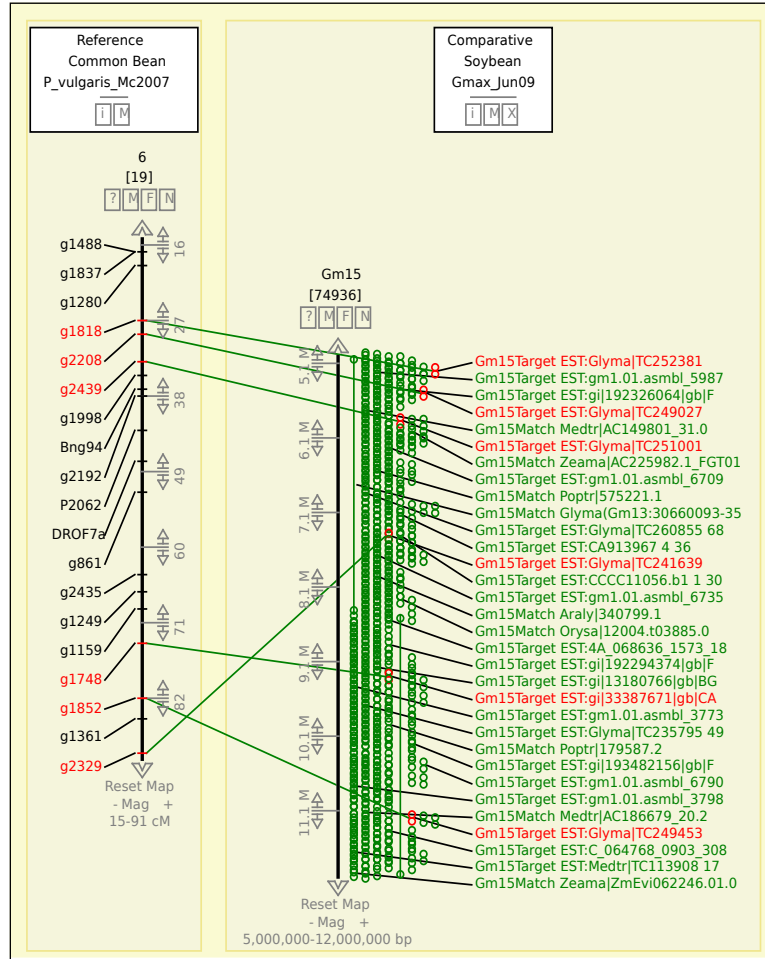 Reference
Common Bean
P_vulgaris_Mc2007
i M
6
[19]
? M F N
g1488
g1837
g1280
g1818
g2208
g2439
g1998
Bng94
g2192
P2062
DROF7a
g861
g2435
g1249
g1159
g1748
g1852
g1361
g2329
16
27
38
49
60
71
82
Reset Map
- Mag +
15-91 cM
Comparative
Soybean
Gmax_Jun09
i M X
Gm15
[74936]
? M F N
5.1 M
6.1 M
7.1 M
8.1 M
9.1 M
10.1 M
11.1 M
Gm15Target EST:Glyma|TC252381
Gm15Target EST:gm1.01.asmbl_5987
Gm15Target EST:gi|192326064|gb|F
Gm15Target EST:Glyma|TC249027
Gm15Match Medtr|AC149801_31.0
Gm15Target EST:Glyma|TC251001
Gm15Match Zeama|AC225982.1_FGT01
Gm15Target EST:gm1.01.asmbl_6709
Gm15Match Poptr|575221.1
Gm15Match Glyma(Gm13:30660093-35
Gm15Target EST:Glyma|TC260855 68
Gm15Target EST:CA913967 4 36
Gm15Target EST:Glyma|TC241639
Gm15Target EST:CCCC11056.b1 1 30
Gm15Target EST:gm1.01.asmbl_6735
Gm15Match Araly|340799.1
Gm15Match Orysa|12004.t03885.0
Gm15Target EST:4A_068636_1573_18
Gm15Target EST:gi|192294374|gb|F
Gm15Target EST:gi|13180766|gb|BG
Gm15Target EST:gi|33387671|gb|CA
Gm15Target EST:gm1.01.asmbl_3773
Gm15Target EST:Glyma|TC235795 49
Gm15Match Poptr|179587.2
Gm15Target EST:gi|193482156|gb|F
Gm15Target EST:gm1.01.asmbl_6790
Gm15Target EST:gm1.01.asmbl_3798
Gm15Match Medtr|AC186679_20.2
Gm15Target EST:Glyma|TC249453
Gm15Target EST:C_064768_0903_308
Gm15Target EST:Medtr|TC113908 17
Gm15Match Zeama|ZmEvi062246.01.0
Reset Map
- Mag +
5,000,000-12,000,000 bp